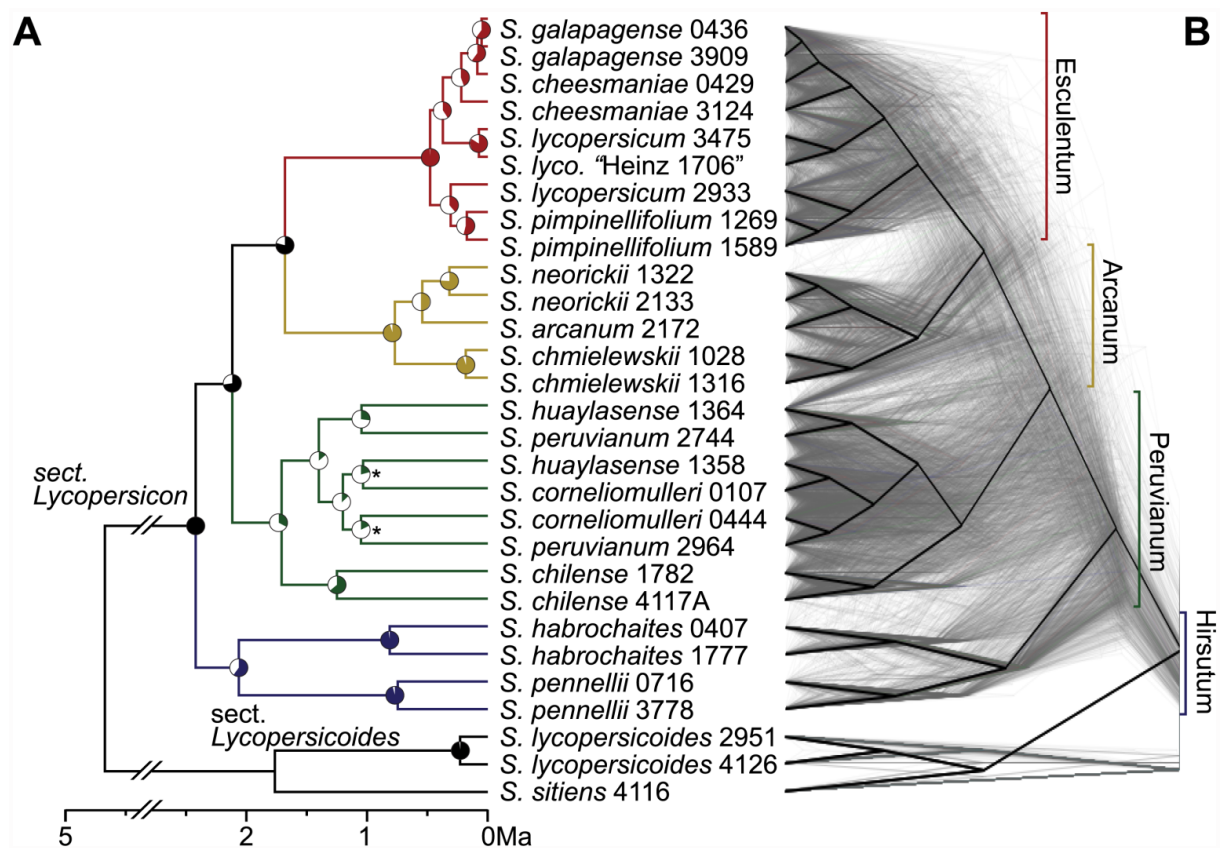 A
B
S. galapagense 0436
S. galapagense 3909
S. cheesmaniae 0429
S. cheesmaniae 3124
S. lycopersicum 3475
S. lyco. “Heinz 1706”
S. lycopersicum 2933
S. pimpinellifolium 1269
S. pimpinellifolium 1589
S. neorickii 1322
S. neorickii 2133
S. arcanum 2172
S. chmielewskii 1028
S. chmielewskii 1316
S. huaylasense 1364
S. peruvianum 2744
S. huaylasense 1358
*
S. corneliomulleri 0107
S. corneliomulleri 0444
*
S. peruvianum 2964
S. chilense 1782
S. chilense 4117A
S. habrochaites 0407
S. habrochaites 1777
S. pennellii 0716
S. pennellii 3778
S. lycopersicoides 2951
S. lycopersicoides 4126
S. sitiens 4116
sect.
Lycopersicon
sect.
Lycopersicoides
5
2
1
0Ma
Esculentum
Arcanum
Peruvianum
Hirsutum